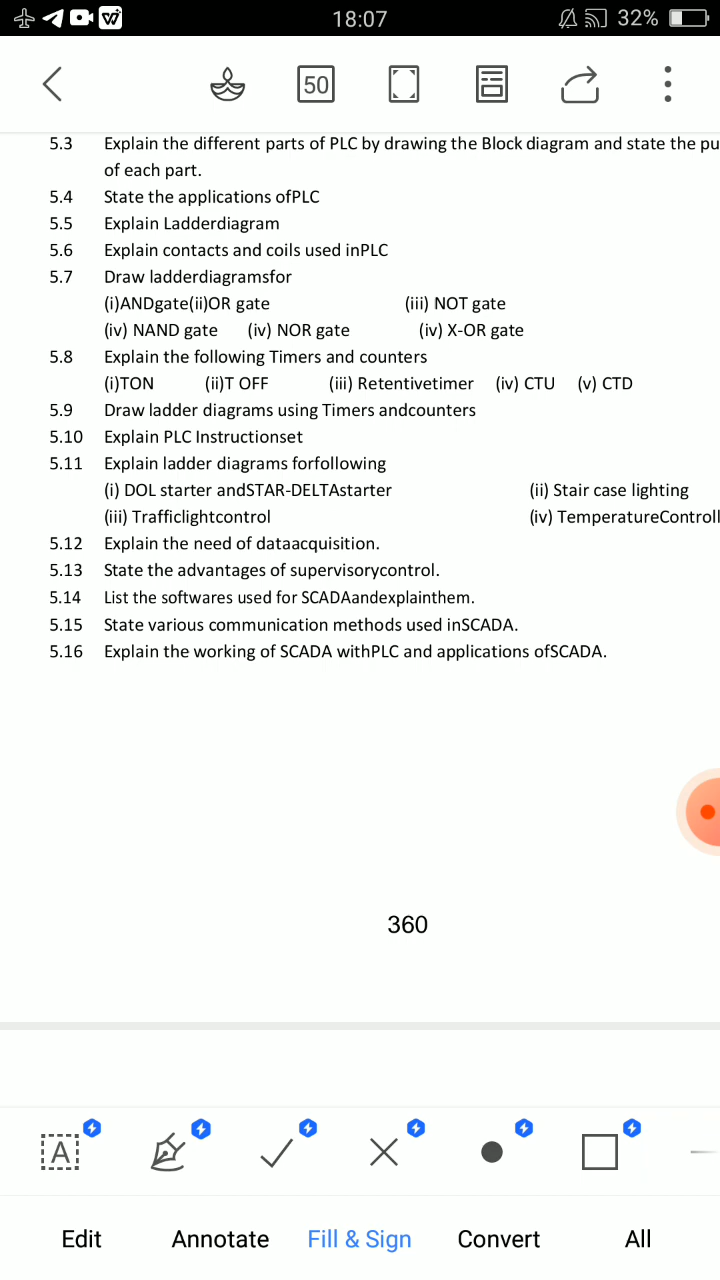 18:07
32%
50
5.3 Explain the different parts of PLC by drawing the Block diagram and state the pu
of each part.
5.4 State the applications ofPLC
5.5 Explain Ladderdiagram
5.6 Explain contacts and coils used inPLC
5.7 Draw ladderdiagramsfor
(i)ANDgate(ii)OR gate (iii) NOT gate
(iv) NAND gate (iv) NOR gate (iv) X-OR gate
5.8 Explain the following Timers and counters
(i)TON (ii)T OFF (iii) Retentivetimer (iv) CTU (v) CTD
5.9 Draw ladder diagrams using Timers andcounters
5.10 Explain PLC Instructionset
5.11 Explain ladder diagrams forfollowing
(i) DOL starter andSTAR-DELTAstarter (ii) Stair case lighting
(iii) Trafficlightcontrol (iv) TemperatureControll
5.12 Explain the need of dataacquisition.
5.13 State the advantages of supervisorycontrol.
5.14 List the softwares used for SCADAandexplainthem.
5.15 State various communication methods used inSCADA.
5.16 Explain the working of SCADA withPLC and applications ofSCADA.
360
A
Edit Annotate Fill & Sign Convert All